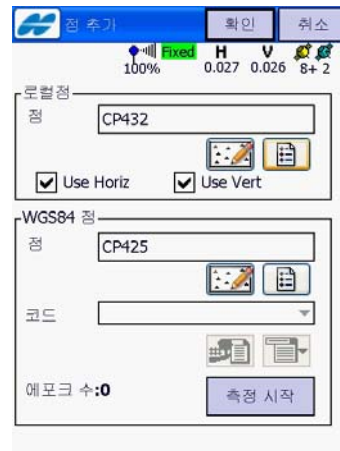 점 추가 확인 취소
Fixed H V
100% 0.027 0.026 8+ 2
로컬점
점 CP432
Use Horiz Use Vert
WGS84 점
점 CP425
코드
에포크 수:0 측정 시작